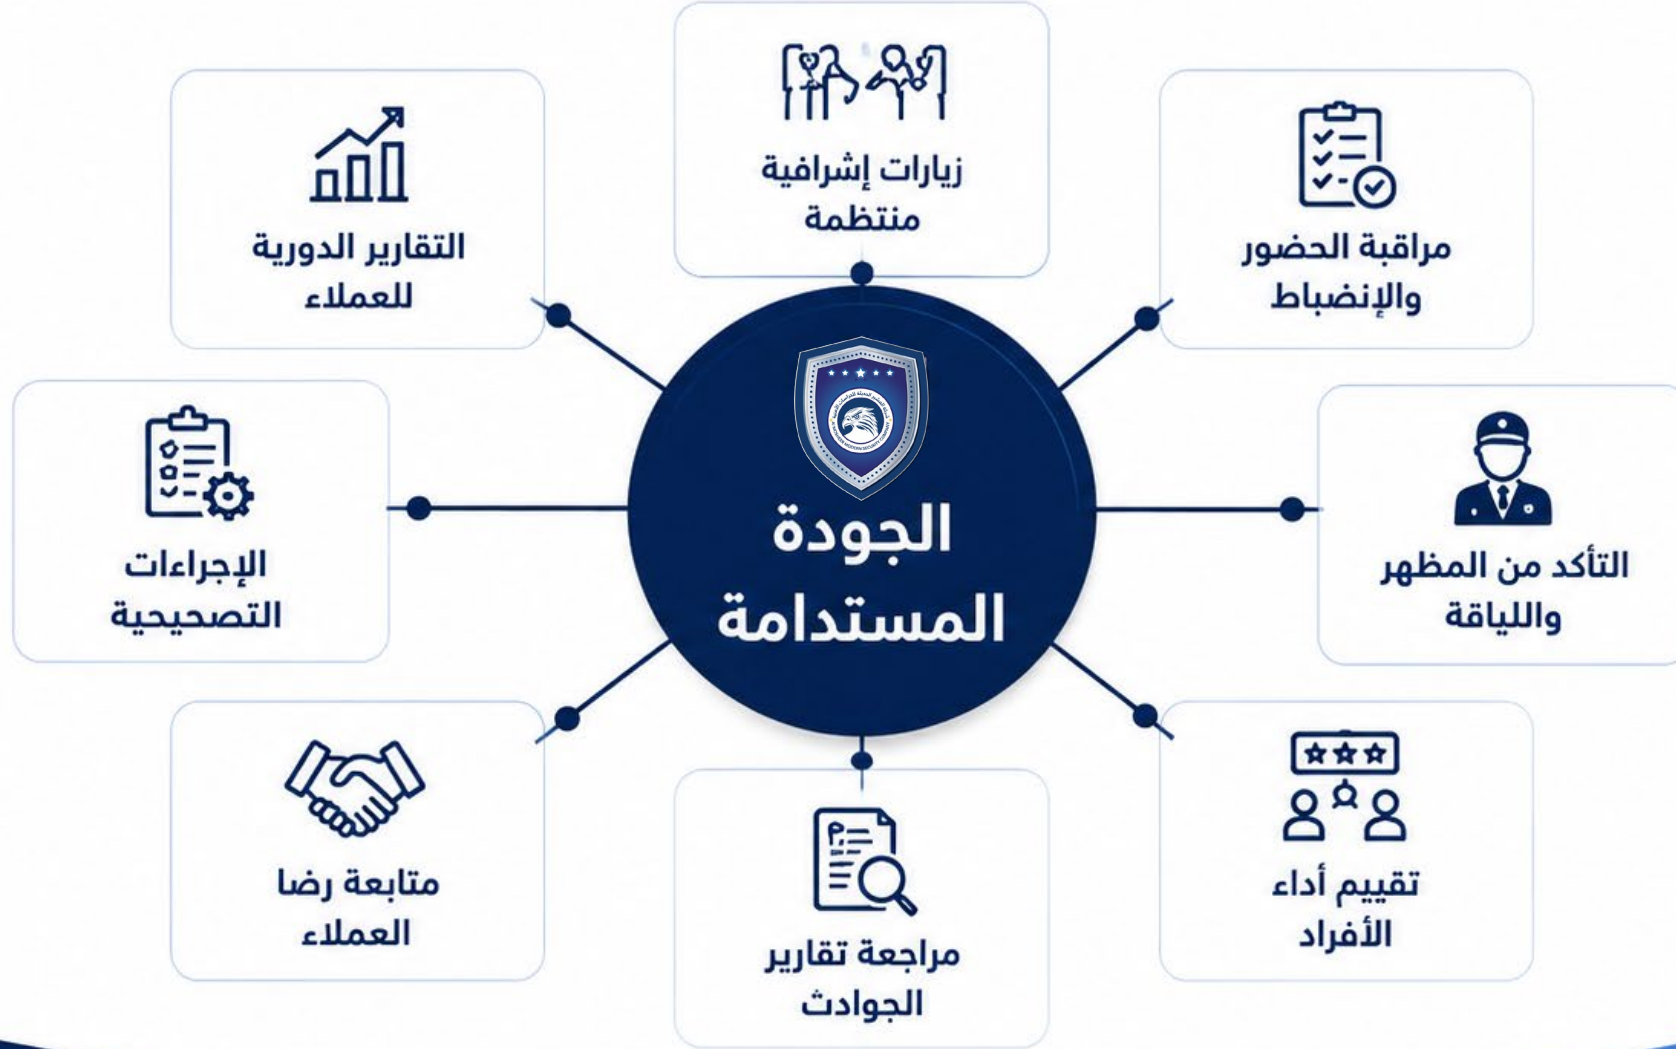 زيارات إشرافية
منتظمة
مراقبة الحضور
والإنضباط
التأكد من المظهر
واللياقة
تقييم أداء
الأفراد
مراجعة تقارير
الجوادث
متابعة رضا
العملاء
الإجراءات
التصحيحية
التقارير الدورية
للعملاء
الجودة
المستدامة